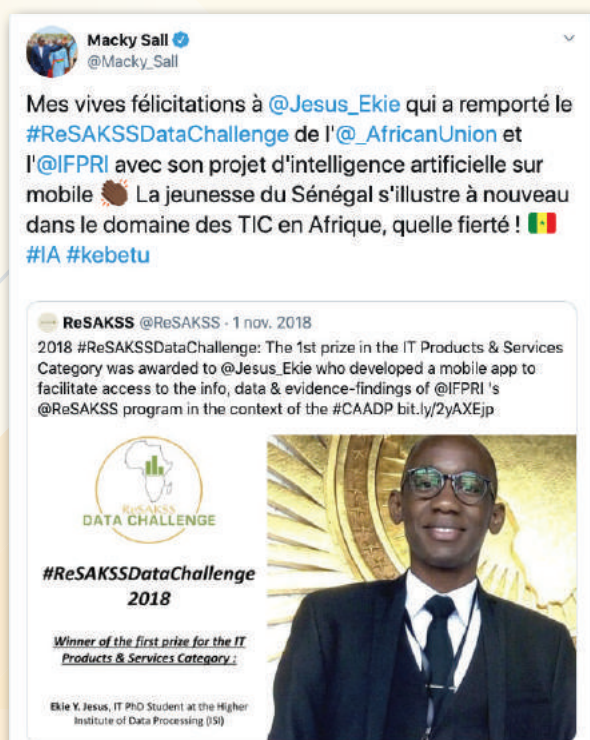 Macky Sall
@Macky_Sall
Mes vives félicitations à @Jesus_Ekie qui a remporté le
#ReSAKSSDataChallenge de l'@_AfricanUnion et
l'@IFPRI avec son projet d'intelligence artificielle sur
mobile 👏🏿 La jeunesse du Sénégal s'illustre à nouveau
dans le domaine des TIC en Afrique, quelle fierté ! 🇸🇳
#IA #kebetu
ReSAKSS @ReSAKSS · 1 nov. 2018
2018 #ReSAKSSDataChallenge: The 1st prize in the IT Products & Services
Category was awarded to @Jesus_Ekie who developed a mobile app to
facilitate access to the info, data & evidence-findings of @IFPRI 's
@ReSAKSS program in the context of the #CAADP bit.ly/2yAXEjp
ReSAKSS
DATA CHALLENGE
#ReSAKSSDataChallenge
2018
Winner of the first prize for the IT
Products & Services Category :
Ekie Y. Jesus, IT PhD Student at the Higher
Institute of Data Processing (ISI)